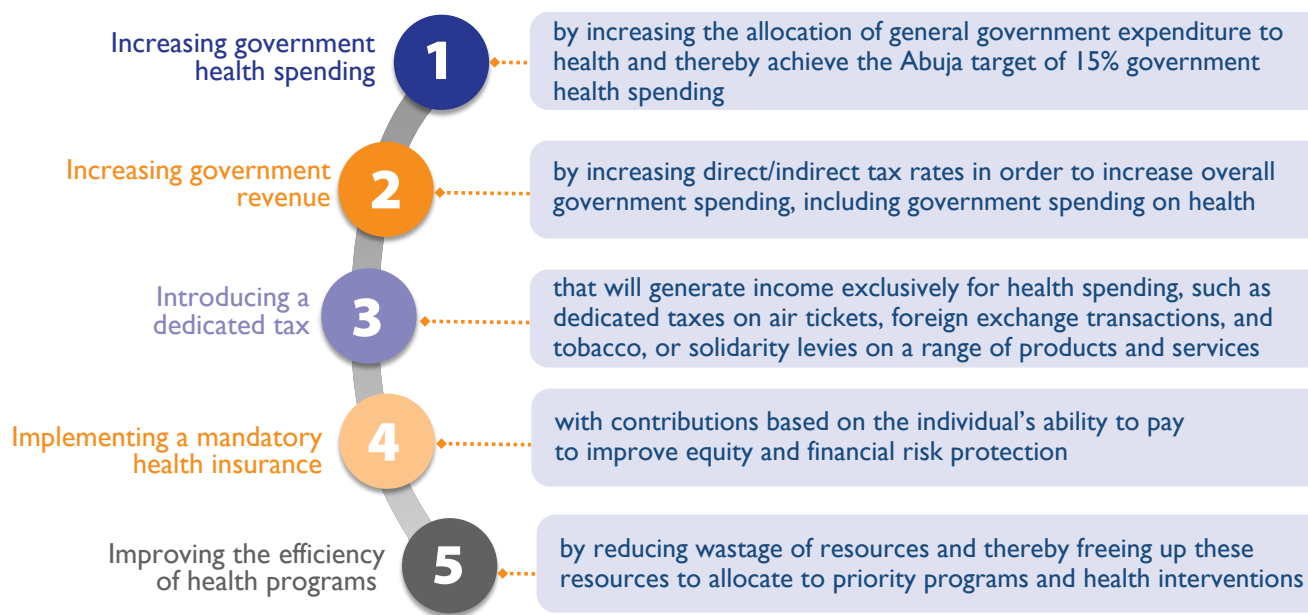 Increasing government
health spending
1
by increasing the allocation of general government expenditure to
health and thereby achieve the Abuja target of 15% government
health spending
Increasing government
revenue
2
by increasing direct/indirect tax rates in order to increase overall
government spending, including government spending on health
Introducing a
dedicated tax
3
that will generate income exclusively for health spending, such as
dedicated taxes on air tickets, foreign exchange transactions, and
tobacco, or solidarity levies on a range of products and services
Implementing a mandatory
health insurance
4
with contributions based on the individual’s ability to pay
to improve equity and financial risk protection
Improving the efficiency
of health programs
5
by reducing wastage of resources and thereby freeing up these
resources to allocate to priority programs and health interventions